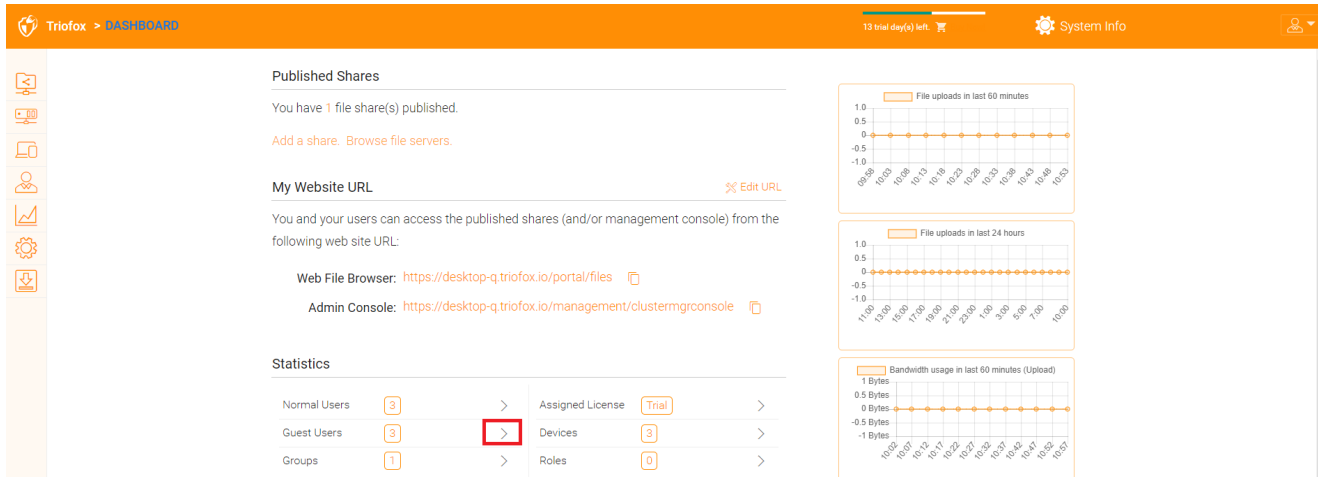 Triofox > DASHBOARD
13 trial day(s) left.
System Info
Published Shares
You have 1 file share(s) published.
Add a share. Browse file servers.
My Website URL
Edit URL
You and your users can access the published shares (and/or management console) from the
following web site URL:
Web File Browser: https://desktop-q.triofox.io/portal/files
Admin Console: https://desktop-q.triofox.io/management/clustermgrconsole
Statistics
Normal Users 3 Assigned License Trial
Guest Users 3 Devices 3
Groups 1 Roles 0
File uploads in last 60 minutes
1.0
0.5
0
-0.5
-1.0
09:58 10:03 10:08 10:13 10:18 10:23 10:28 10:33 10:38 10:43 10:48 10:53
File uploads in last 24 hours
1.0
0.5
0
-0.5
-1.0
11:00 13:00 15:00 17:00 19:00 21:00 23:00 1:00 3:00 5:00 7:00 10:00
Bandwidth usage in last 60 minutes (Upload)
1 Bytes
0.5 Bytes
0 Bytes
-0.5 Bytes
-1 Bytes
10:02 10:07 10:12 10:17 10:22 10:27 10:32 10:37 10:42 10:47 10:52 10:57